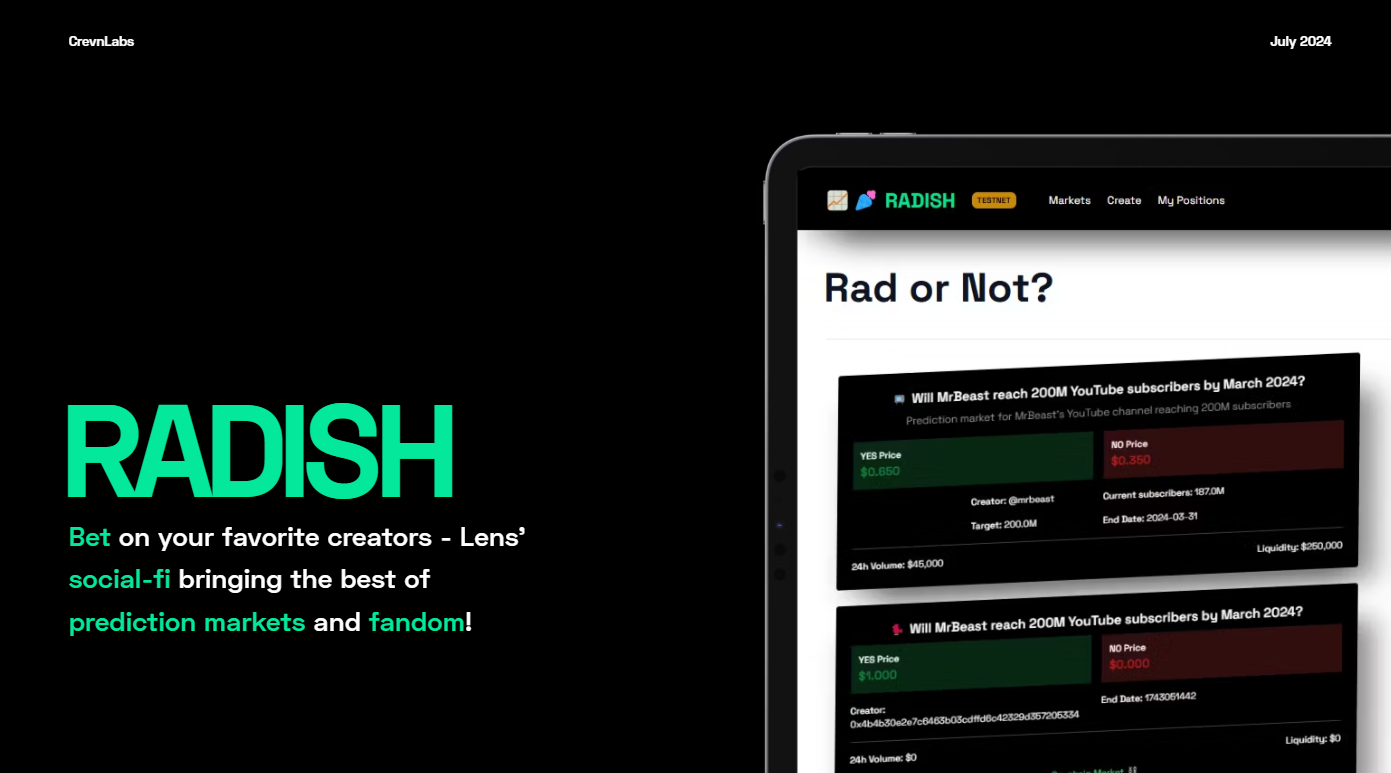 CrevnLabs
July 2024
RADISH
Bet on your favorite creators - Lens’
social-fi bringing the best of
prediction markets and fandom!
RADISH TESTNET Markets Create My Positions
Rad or Not?
Will MrBeast reach 200M YouTube subscribers by March 2024?
Prediction market for MrBeast's YouTube channel reaching 200M subscribers
YES Price
$0.650
NO Price
$0.350
Creator: @mrbeast
Current subscribers: 187.0M
Target: 200.0M
End Date: 2024-03-31
24h Volume: $45,000
Liquidity: $250,000
Will MrBeast reach 200M YouTube subscribers by March 2024?
YES Price
$1.000
NO Price
$0.000
Creator:
End Date: 1743051442
24h Volume: $0
Liquidity: $0
Market